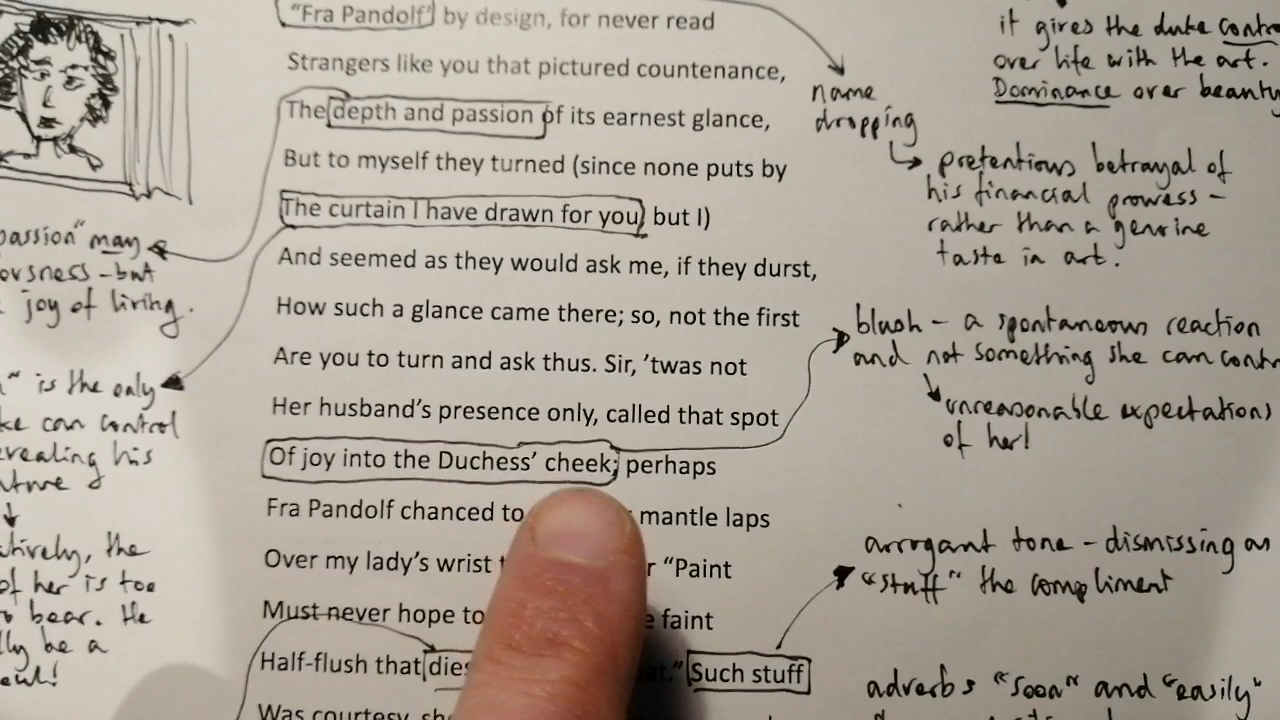 "Fra Pandolf" by design, for never read
Strangers like you that pictured countenance,
The depth and passion of its earnest glance,
But to myself they turned (since none puts by
The curtain I have drawn for you, but I)
And seemed as they would ask me, if they durst,
How such a glance came there; so, not the first
Are you to turn and ask thus. Sir, 'twas not
Her husband's presence only, called that spot
Of joy into the Duchess' cheek; perhaps
Fra Pandolf chanced to mantle laps
Over my lady's wrist "Paint
Must never hope to faint
Half-flush that dies Such stuff
Was courtesy, she
passion" may
- but
joy of living.
" is the only
can control
revealing his
the
of her is too
bear. He
be a
it gives the duke
over life with the art.
Dominance over beauty
name
dropping
pretentious betrayal of
his financial prowess -
rather than a genuine
taste in art.
blush - a spontaneous reaction
and not something she can
unreasonable expectations
of her!
arrogant tone - dismissing as
"stuff" the compliment
adverbs "soon" and "easily"